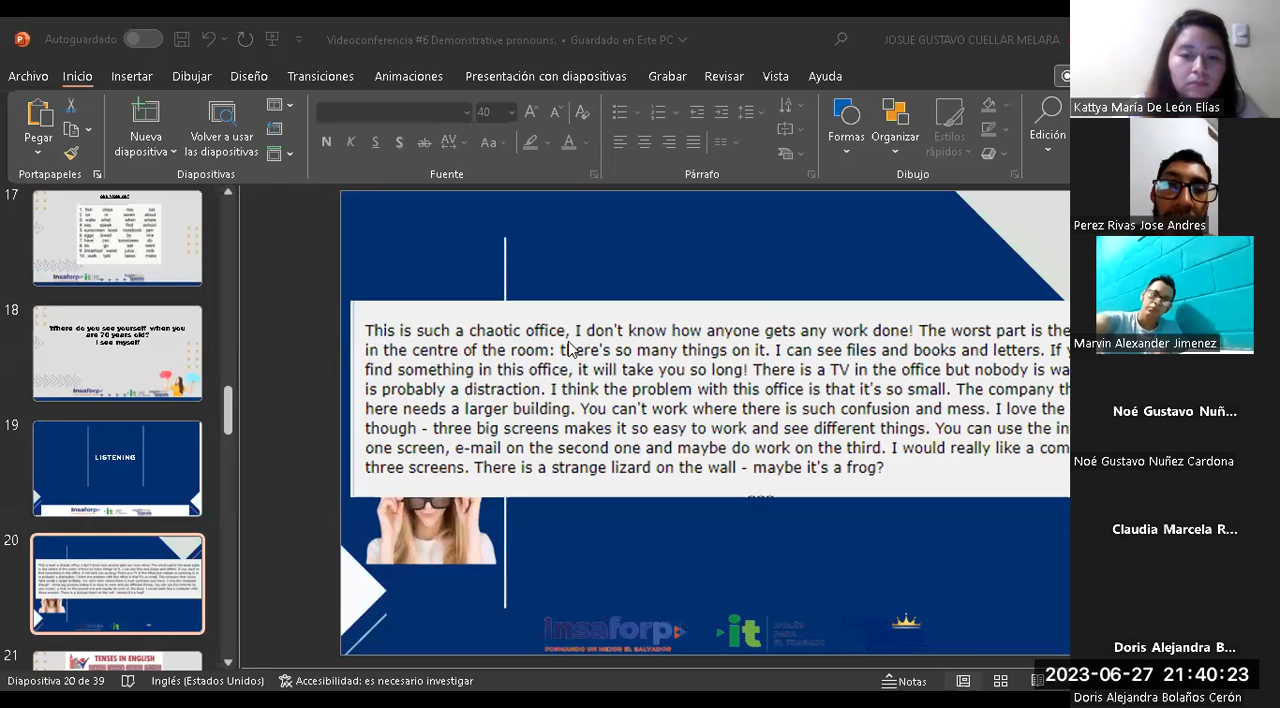 Autoguardado
Videoconferencia #6 Demonstrative pronouns. • Guardado en Este PC
JOSUE GUSTAVO CUELLAR MELARA
Archivo Inicio Insertar Dibujar Diseño Transiciones Animaciones Presentación con diapositivas Grabar Revisar Vista Ayuda
Pegar
Nueva diapositiva
Volver a usar las diapositivas
40
N K S S ab AV Aa A
Formas
Organizar
Estilos rápidos
Edición
Portapapeles Diapositivas Fuente Párrafo Dibujo
17
18
Where do you see yourself when you
are 70 years old?
I see myself
19
LISTENING
20
21
TENSES IN ENGLISH
This is such a chaotic office, I don't know how anyone gets any work done! The worst part is the
in the centre of the room: there's so many things on it. I can see files and books and letters. If y
find something in this office, it will take you so long! There is a TV in the office but nobody is wa
is probably a distraction. I think the problem with this office is that it's so small. The company th
here needs a larger building. You can't work where there is such confusion and mess. I love the
though - three big screens makes it so easy to work and see different things. You can use the in
one screen, e-mail on the second one and maybe do work on the third. I would really like a com
three screens. There is a strange lizard on the wall - maybe it's a frog?
Insaforp
FORMANDO UN MEJOR EL SALVADOR
it
INGLÉS
PARA
EL TRABAJO
Diapositiva 20 de 39
Inglés (Estados Unidos)
Accesibilidad: es necesario investigar
Notas
Kattya María De León Elías
Perez Rivas Jose Andres
Marvin Alexander Jimenez
Noé Gustavo Nuñ...
Noé Gustavo Nuñez Cardona
Claudia Marcela R...
Doris Alejandra B...
2023-06-27 21:40:23
Doris Alejandra Bolaños Cerón